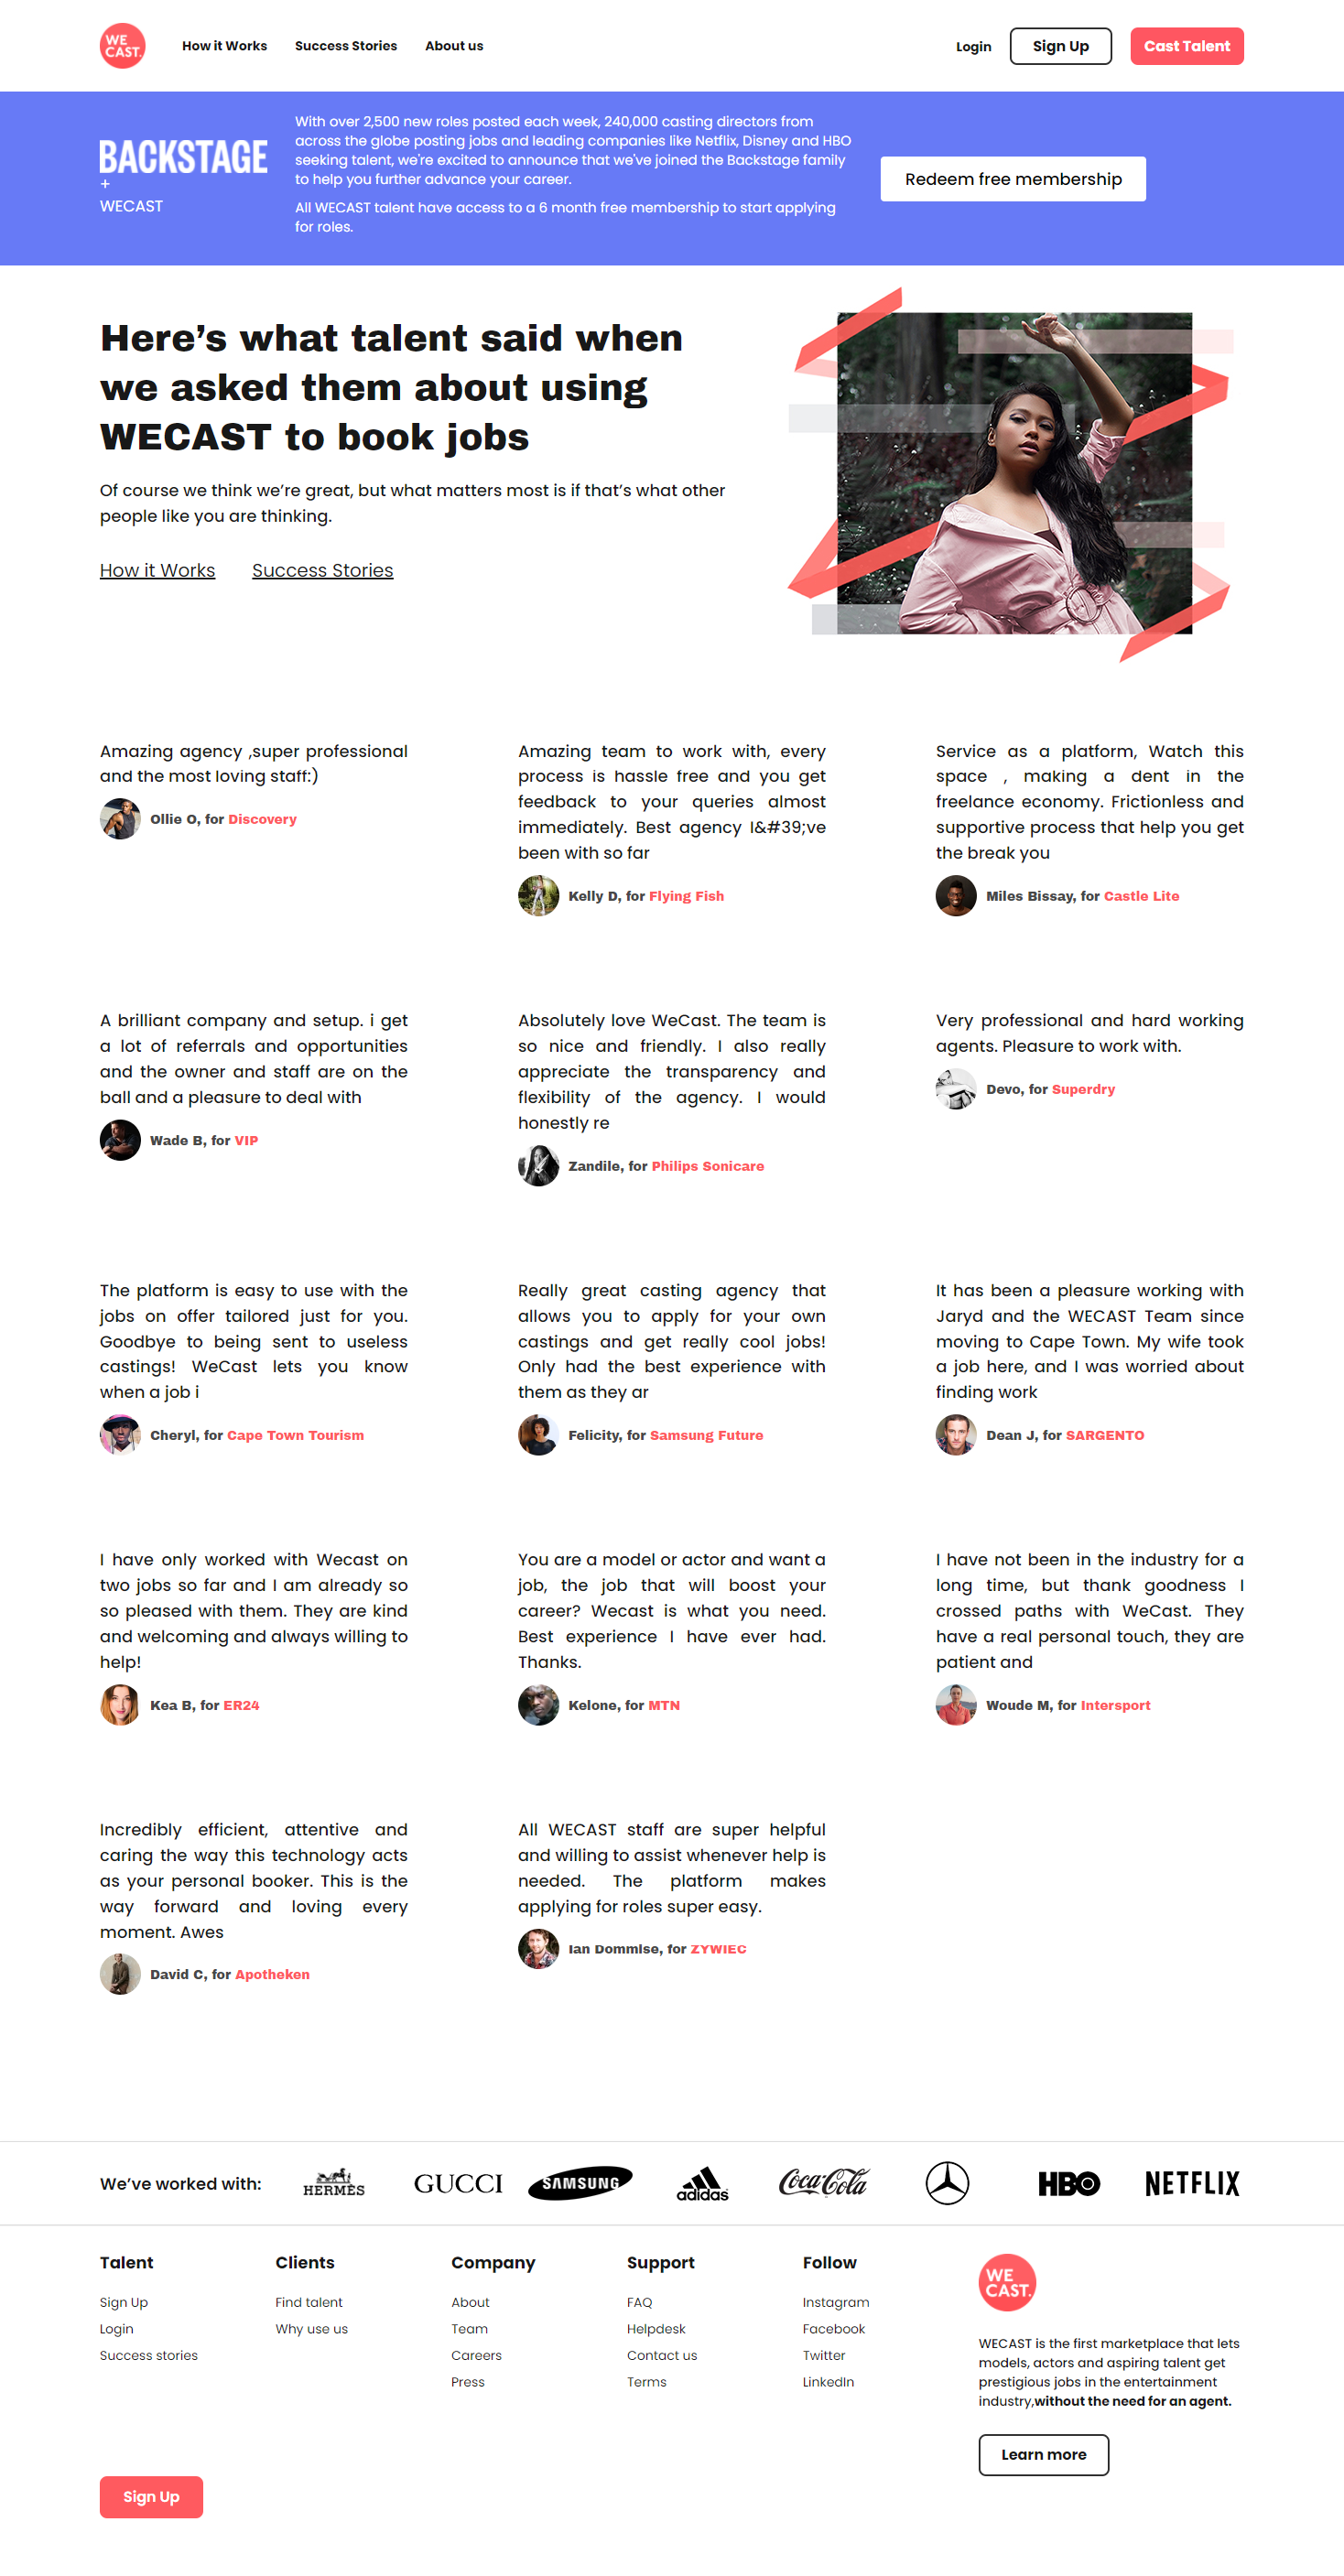 WE
CAST.
How it Works
Success Stories
About us
Login
Sign Up
Cast Talent
BACKSTAGE
+
WECAST
With over 2,500 new roles posted each week, 240,000 casting directors from
across the globe posting jobs and leading companies like Netflix, Disney and HBO
seeking talent, we're excited to announce that we've joined the Backstage family
to help you further advance your career.
All WECAST talent have access to a 6 month free membership to start applying
for roles.
Redeem free membership
Here’s what talent said when
we asked them about using
WECAST to book jobs
Of course we think we’re great, but what matters most is if that’s what other
people like you are thinking.
How it Works
Success Stories
Amazing agency ,super professional
and the most loving staff:)
Ollie O, for Discovery
Amazing team to work with, every
process is hassle free and you get
feedback to your queries almost
immediately. Best agency I&#39;ve
been with so far
Kelly D, for Flying Fish
Service as a platform, Watch this
space , making a dent in the
freelance economy. Frictionless and
supportive process that help you get
the break you
Miles Bissay, for Castle Lite
A brilliant company and setup. i get
a lot of referrals and opportunities
and the owner and staff are on the
ball and a pleasure to deal with
Wade B, for VIP
Absolutely love WeCast. The team is
so nice and friendly. I also really
appreciate the transparency and
flexibility of the agency. I would
honestly re
Zandile, for Philips Sonicare
Very professional and hard working
agents. Pleasure to work with.
Devo, for Superdry
The platform is easy to use with the
jobs on offer tailored just for you.
Goodbye to being sent to useless
castings! WeCast lets you know
when a job i
Cheryl, for Cape Town Tourism
Really great casting agency that
allows you to apply for your own
castings and get really cool jobs!
Only had the best experience with
them as they ar
Felicity, for Samsung Future
It has been a pleasure working with
Jaryd and the WECAST Team since
moving to Cape Town. My wife took
a job here, and I was worried about
finding work
Dean J, for SARGENTO
I have only worked with Wecast on
two jobs so far and I am already so
so pleased with them. They are kind
and welcoming and always willing to
help!
Kea B, for ER24
You are a model or actor and want a
job, the job that will boost your
career? Wecast is what you need.
Best experience I have ever had.
Thanks.
Kelone, for MTN
I have not been in the industry for a
long time, but thank goodness I
crossed paths with WeCast. They
have a real personal touch, they are
patient and
Woude M, for Intersport
Incredibly efficient, attentive and
caring the way this technology acts
as your personal booker. This is the
way forward and loving every
moment. Awes
David C, for Apotheken
All WECAST staff are super helpful
and willing to assist whenever help is
needed. The platform makes
applying for roles super easy.
Ian Dommise, for ZYWIEC
We’ve worked with:
HERMÈS
GUCCI
SAMSUNG
adidas
Coca-Cola
HBO
NETFLIX
Talent
Sign Up
Login
Success stories
Clients
Find talent
Why use us
Company
About
Team
Careers
Press
Support
FAQ
Helpdesk
Contact us
Terms
Follow
Instagram
Facebook
Twitter
LinkedIn
WE
CAST.
WECAST is the first marketplace that lets
models, actors and aspiring talent get
prestigious jobs in the entertainment
industry,without the need for an agent.
Learn more
Sign Up